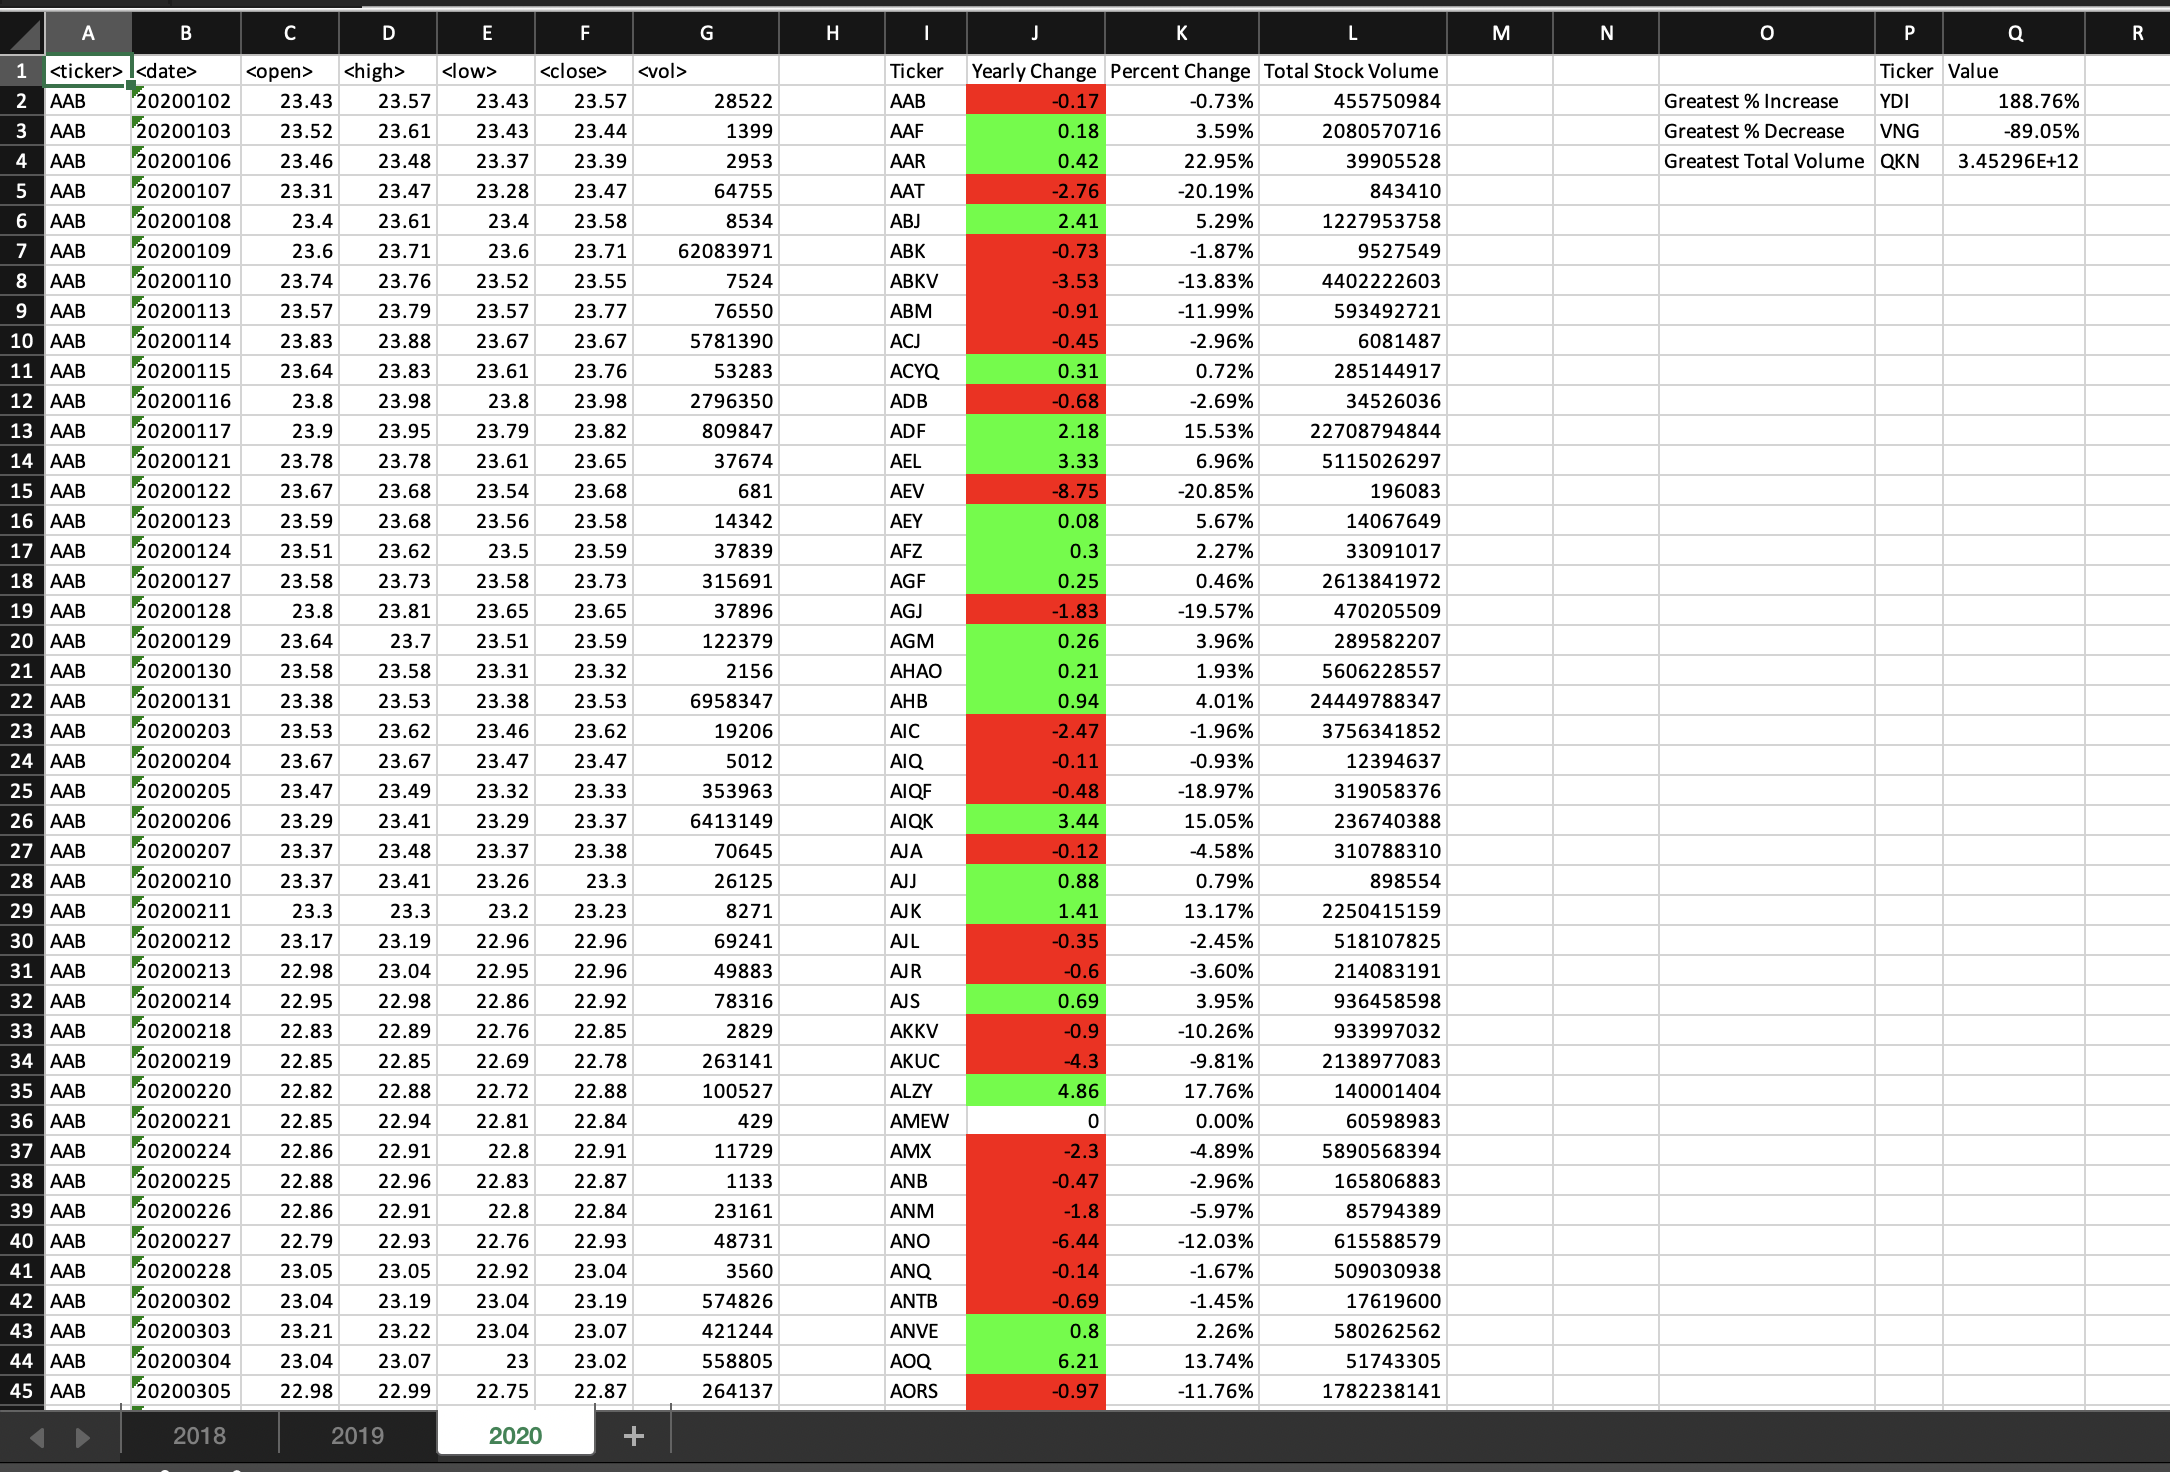 A B C D E F G H I J K L M N O P Q R
1 <ticker> <date> <open> <high> <low> <close> <vol> Ticker Yearly Change Percent Change Total Stock Volume Ticker Value
2 AAB 20200102 23.43 23.57 23.43 23.57 28522 AAB -0.17 -0.73% 455750984 Greatest % Increase YDI 188.76%
3 AAB 20200103 23.52 23.61 23.43 23.44 1399 AAF 0.18 3.59% 2080570716 Greatest % Decrease VNG -89.05%
4 AAB 20200106 23.46 23.48 23.37 23.39 2953 AAR 0.42 22.95% 39905528 Greatest Total Volume QKN 3.45296E+12
5 AAB 20200107 23.31 23.47 23.28 23.47 64755 AAT -2.76 -20.19% 843410
6 AAB 20200108 23.4 23.61 23.4 23.58 8534 ABJ 2.41 5.29% 1227953758
7 AAB 20200109 23.6 23.71 23.6 23.71 62083971 ABK -0.73 -1.87% 9527549
8 AAB 20200110 23.74 23.76 23.52 23.55 7524 ABKV -3.53 -13.83% 4402222603
9 AAB 20200113 23.57 23.79 23.57 23.77 76550 ABM -0.91 -11.99% 593492721
10 AAB 20200114 23.83 23.88 23.67 23.67 5781390 ACJ -0.45 -2.96% 6081487
11 AAB 20200115 23.64 23.83 23.61 23.76 53283 ACYQ 0.31 0.72% 285144917
12 AAB 20200116 23.8 23.98 23.8 23.98 2796350 ADB -0.68 -2.69% 34526036
13 AAB 20200117 23.9 23.95 23.79 23.82 809847 ADF 2.18 15.53% 22708794844
14 AAB 20200121 23.78 23.78 23.61 23.65 37674 AEL 3.33 6.96% 5115026297
15 AAB 20200122 23.67 23.68 23.54 23.68 681 AEV -8.75 -20.85% 196083
16 AAB 20200123 23.59 23.68 23.56 23.58 14342 AEY 0.08 5.67% 14067649
17 AAB 20200124 23.51 23.62 23.5 23.59 37839 AFZ 0.3 2.27% 33091017
18 AAB 20200127 23.58 23.73 23.58 23.73 315691 AGF 0.25 0.46% 2613841972
19 AAB 20200128 23.8 23.81 23.65 23.65 37896 AGJ -1.83 -19.57% 470205509
20 AAB 20200129 23.64 23.7 23.51 23.59 122379 AGM 0.26 3.96% 289582207
21 AAB 20200130 23.58 23.58 23.31 23.32 2156 AHAO 0.21 1.93% 5606228557
22 AAB 20200131 23.38 23.53 23.38 23.53 6958347 AHB 0.94 4.01% 24449788347
23 AAB 20200203 23.53 23.62 23.46 23.62 19206 AIC -2.47 -1.96% 3756341852
24 AAB 20200204 23.67 23.67 23.47 23.47 5012 AIQ -0.11 -0.93% 12394637
25 AAB 20200205 23.47 23.49 23.32 23.33 353963 AIQF -0.48 -18.97% 319058376
26 AAB 20200206 23.29 23.41 23.29 23.37 6413149 AIQK 3.44 15.05% 236740388
27 AAB 20200207 23.37 23.48 23.37 23.38 70645 AJA -0.12 -4.58% 310788310
28 AAB 20200210 23.37 23.41 23.26 23.3 26125 AJJ 0.88 0.79% 898554
29 AAB 20200211 23.3 23.3 23.2 23.23 8271 AJK 1.41 13.17% 2250415159
30 AAB 20200212 23.17 23.19 22.96 22.96 69241 AJL -0.35 -2.45% 518107825
31 AAB 20200213 22.98 23.04 22.95 22.96 49883 AJR -0.6 -3.60% 214083191
32 AAB 20200214 22.95 22.98 22.86 22.92 78316 AJS 0.69 3.95% 936458598
33 AAB 20200218 22.83 22.89 22.76 22.85 2829 AKKV -0.9 -10.26% 933997032
34 AAB 20200219 22.85 22.85 22.69 22.78 263141 AKUC -4.3 -9.81% 2138977083
35 AAB 20200220 22.82 22.88 22.72 22.88 100527 ALZY 4.86 17.76% 140001404
36 AAB 20200221 22.85 22.94 22.81 22.84 429 AMEW 0 0.00% 60598983
37 AAB 20200224 22.86 22.91 22.8 22.91 11729 AMX -2.3 -4.89% 5890568394
38 AAB 20200225 22.88 22.96 22.83 22.87 1133 ANB -0.47 -2.96% 165806883
39 AAB 20200226 22.86 22.91 22.8 22.84 23161 ANM -1.8 -5.97% 85794389
40 AAB 20200227 22.79 22.93 22.76 22.93 48731 ANO -6.44 -12.03% 615588579
41 AAB 20200228 23.05 23.05 22.92 23.04 3560 ANQ -0.14 -1.67% 509030938
42 AAB 20200302 23.04 23.19 23.04 23.19 574826 ANTB -0.69 -1.45% 17619600
43 AAB 20200303 23.21 23.22 23.04 23.07 421244 ANVE 0.8 2.26% 580262562
44 AAB 20200304 23.04 23.07 23 23.02 558805 AOQ 6.21 13.74% 51743305
45 AAB 20200305 22.98 22.99 22.75 22.87 264137 AORS -0.97 -11.76% 1782238141
2018 2019 2020 +